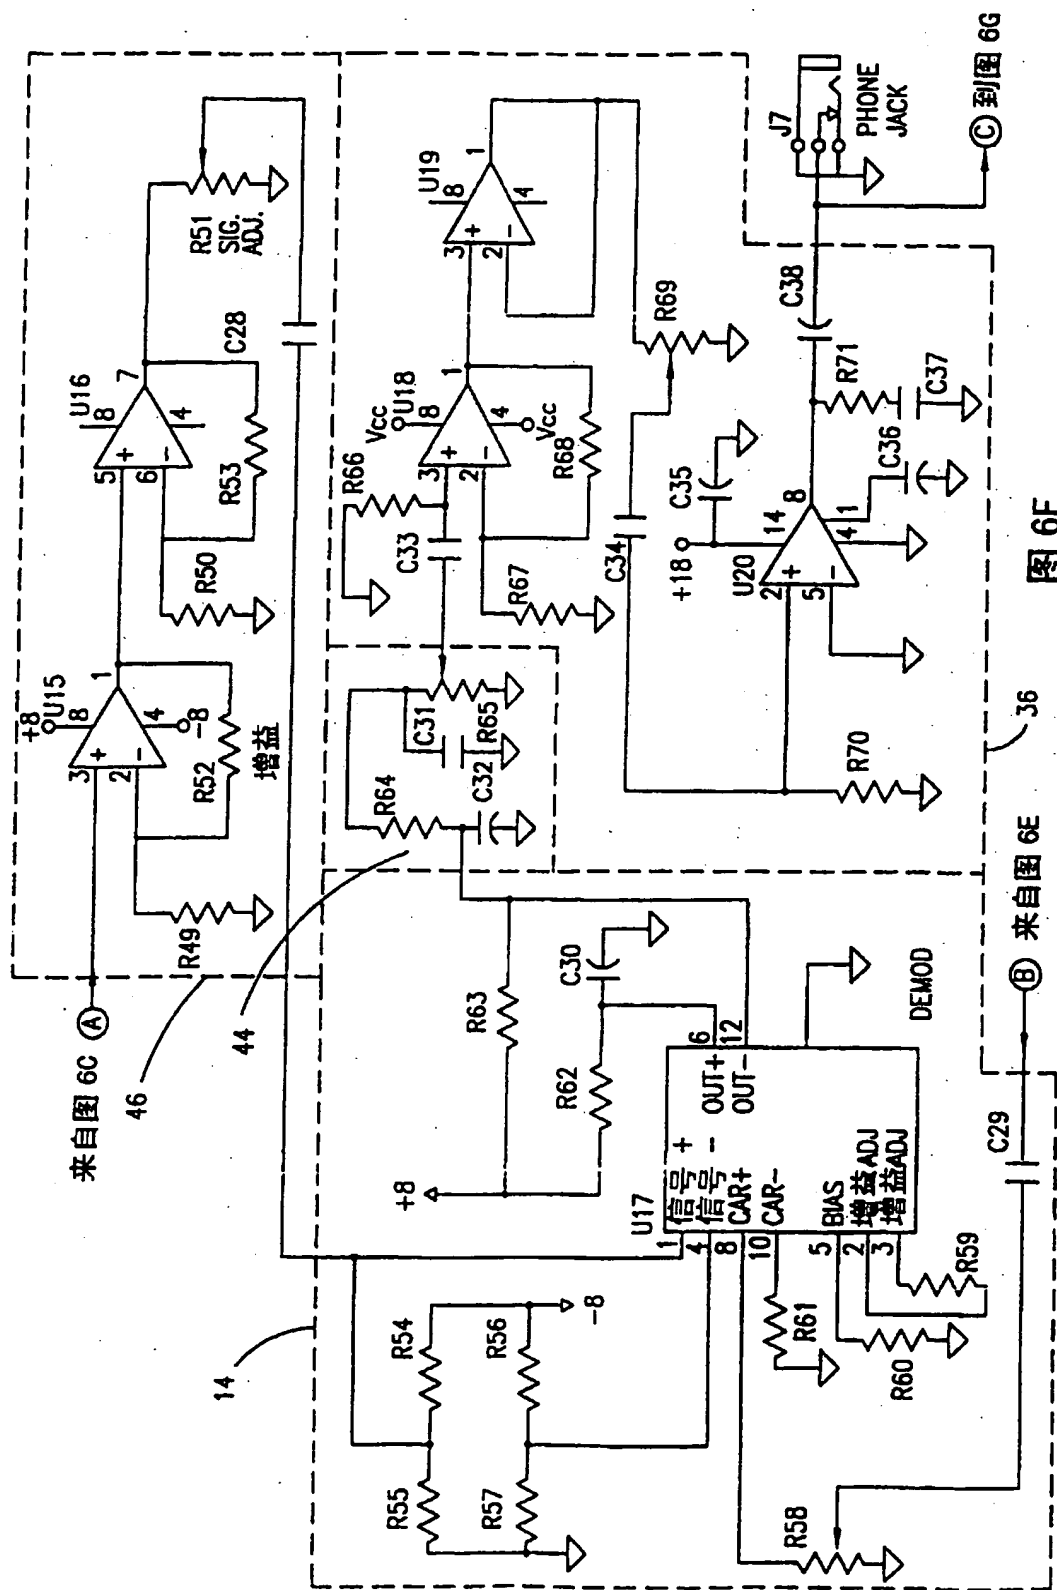 来自图 6C Ⓐ
46
44
14
36
3
2
+
-
+8
U15
8
1
4
-8
R52
增益
R49
5
6
+
-
U16
8
7
4
R53
R50
R51
SIG.
ADJ.
C28
R64
C31
C32
R65
R66
C33
3
2
+
-
Vcc
U18
8
1
4
Vcc
R67
R68
3
2
+
-
U19
8
1
4
R69
C34
+18
C35
U20
14
2
+
5
-
8
4
1
R70
C36
R71
C37
C38
J7
PHONE
JACK
Ⓒ 到图 6G
+8
R63
R62
C30
R54
R55
R56
R57
-8
U17
1 信号 +
4 信号 -
8 CAR+
10 CAR-
5 BIAS
2 增益ADJ
3 增益ADJ
OUT+ 6
OUT- 12
DEMOD
R61
R60
R59
R58
C29
Ⓑ 来自图 6E
图 6F